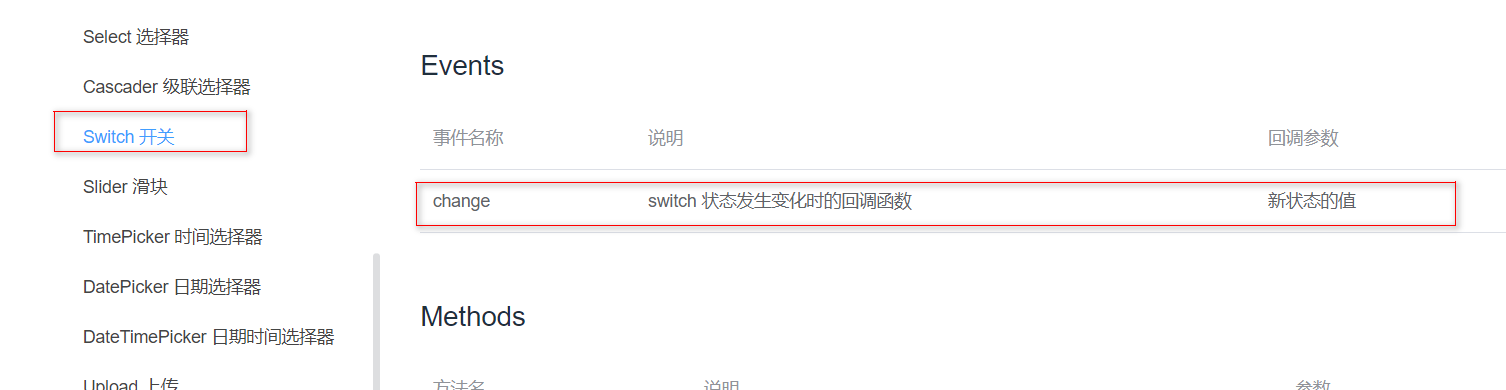 Select 选择器
Cascader 级联选择器
Switch 开关
Slider 滑块
TimePicker 时间选择器
DatePicker 日期选择器
DateTimePicker 日期时间选择器
Upload 上传
Events
事件名称 说明 回调参数
change switch 状态发生变化时的回调函数 新状态的值
Methods
方法名 说明 参数